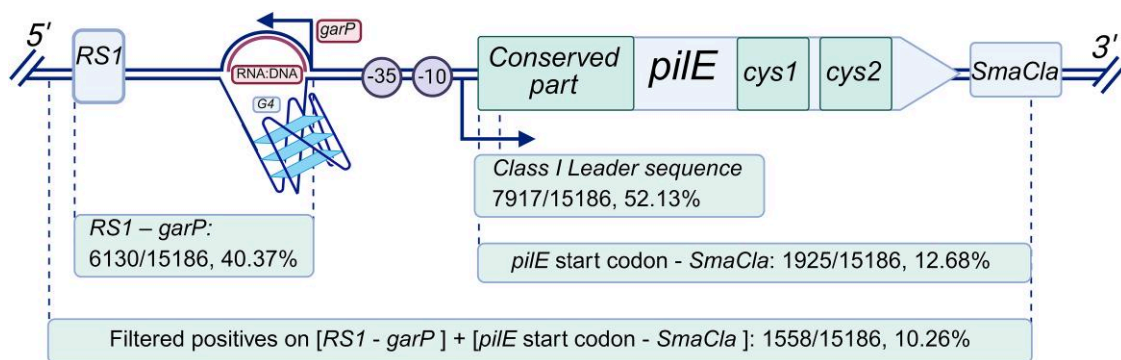 5'
3'
RS1
garP
RNA:DNA
G4
-35
-10
Conserved
part
pilE
cys1
cys2
SmaCla
Class I Leader sequence
7917/15186, 52.13%
RS1 – garP:
6130/15186, 40.37%
pilE start codon - SmaCla: 1925/15186, 12.68%
Filtered positives on [RS1 - garP ] + [pilE start codon - SmaCla ]: 1558/15186, 10.26%